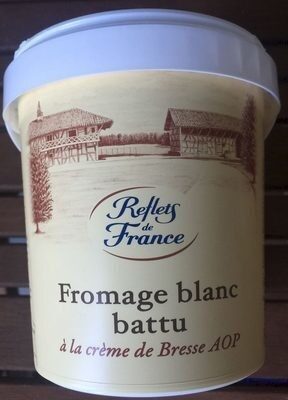 Reflets
de
France
Fromage blanc
battu
à la crème de Bresse AOP